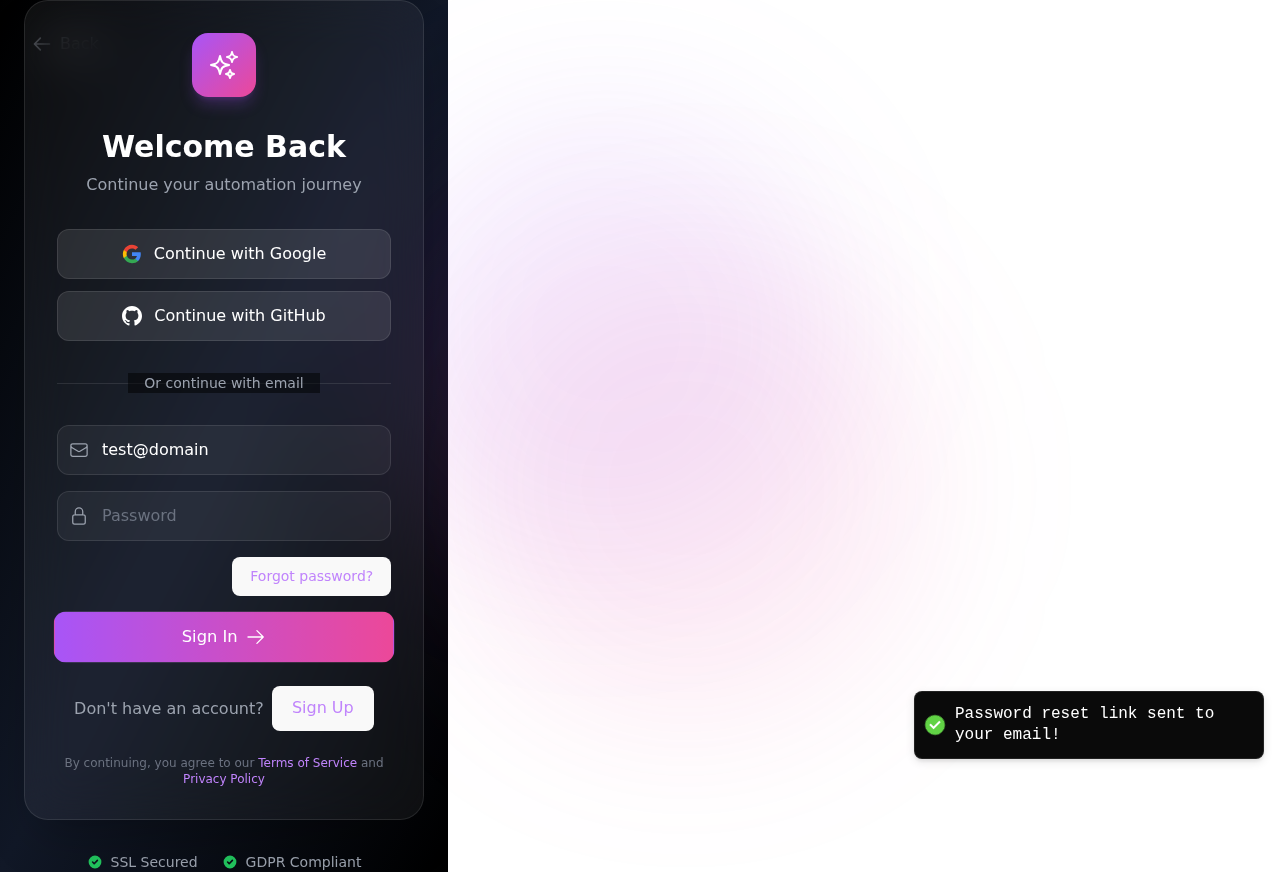 Back
Welcome Back
Continue your automation journey
Continue with Google
Continue with GitHub
Or continue with email
test@domain
Password
Forgot password?
Sign In
Don't have an account? Sign Up
By continuing, you agree to our Terms of Service and
Privacy Policy
SSL Secured GDPR Compliant
Password reset link sent to
your email!